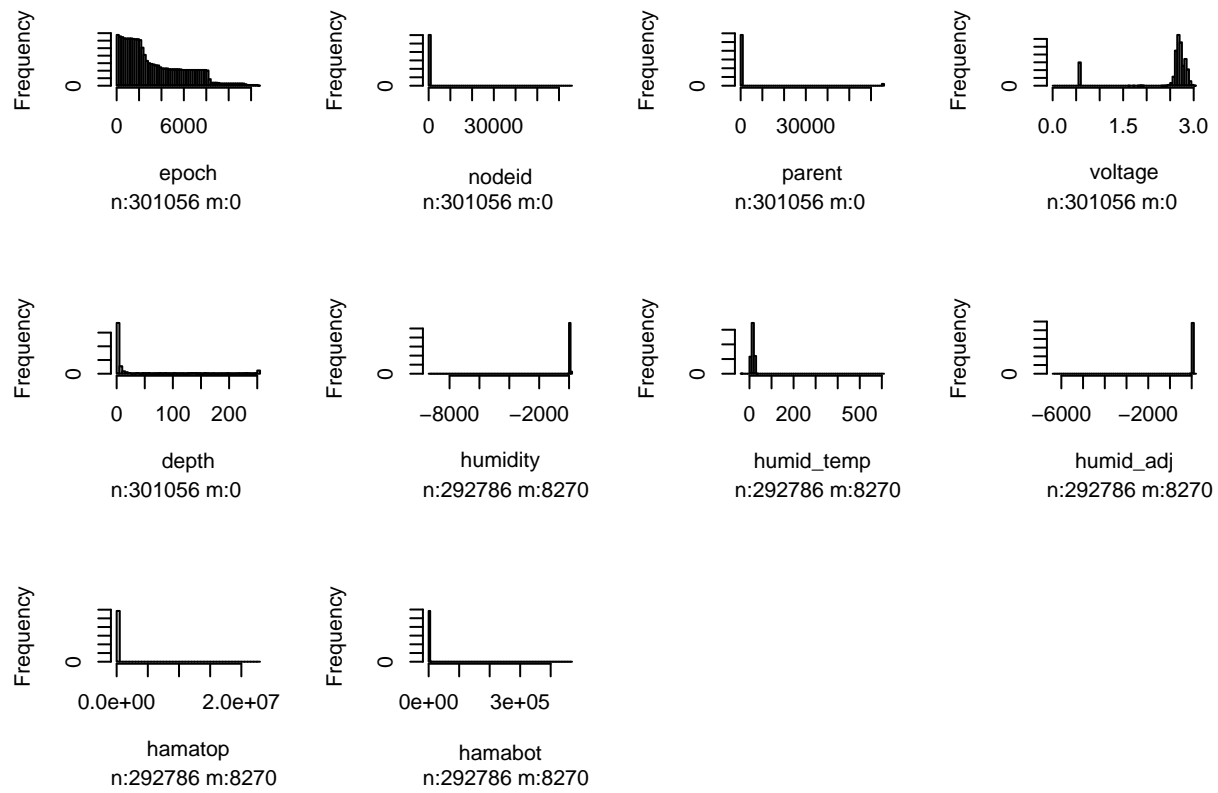 Frequency
0
0 6000
epoch
n:301056 m:0
Frequency
0
0 30000
nodeid
n:301056 m:0
Frequency
0
0 30000
parent
n:301056 m:0
Frequency
0
0.0 1.5 3.0
voltage
n:301056 m:0
Frequency
0
0 100 200
depth
n:301056 m:0
Frequency
0
−8000 −2000
humidity
n:292786 m:8270
Frequency
0
0 200 500
humid_temp
n:292786 m:8270
Frequency
0
−6000 −2000
humid_adj
n:292786 m:8270
Frequency
0
0.0e+00 2.0e+07
hamatop
n:292786 m:8270
Frequency
0
0e+00 3e+05
hamabot
n:292786 m:8270